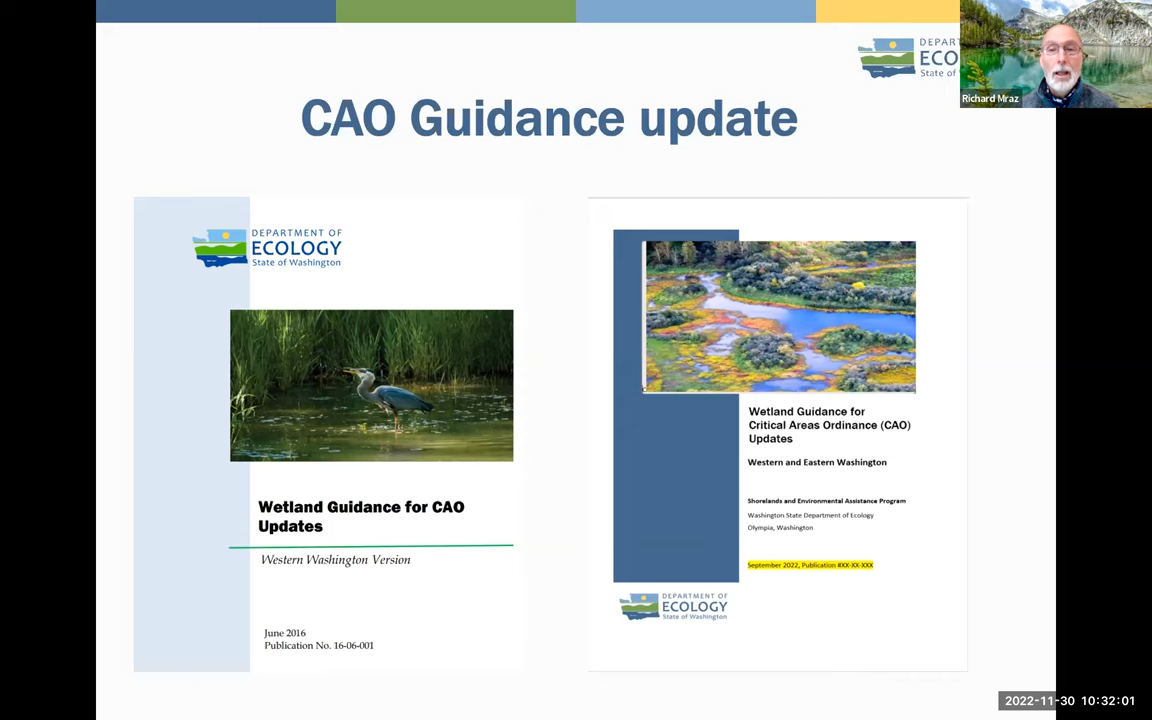 DEPART
ECO
State of
Richard Mraz
CAO Guidance update
DEPARTMENT OF
ECOLOGY
State of Washington
Wetland Guidance for CAO
Updates
Western Washington Version
June 2016
Publication No. 16-06-001
Wetland Guidance for
Critical Areas Ordinance (CAO)
Updates
Western and Eastern Washington
Shorelands and Environmental Assistance Program
Washington State Department of Ecology
Olympia, Washington
September 2022, Publication #XX-XX-XXX
DEPARTMENT OF
ECOLOGY
State of Washington
2022-11-30 10:32:01